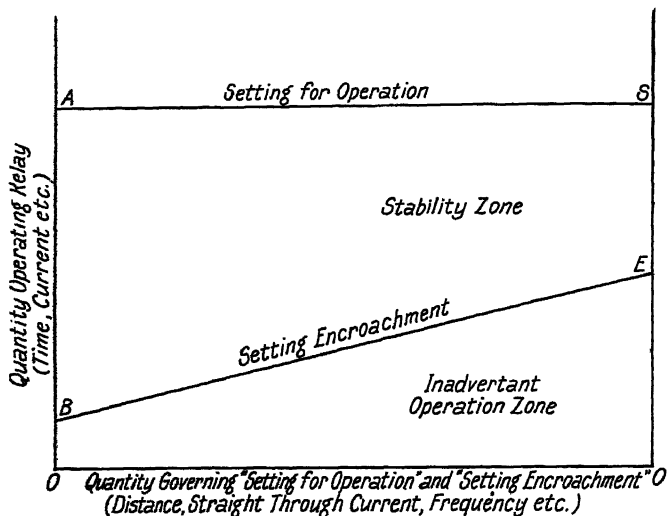 A
Setting for Operation
S
Quantity Operating Relay
(Time, Current etc.)
Stability Zone
E
Setting Encroachment
B
Inadvertant
Operation Zone
O
Quantity Governing "Setting for Operation" and "Setting Encroachment"
O
(Distance, Straight Through Current, Frequency etc.)